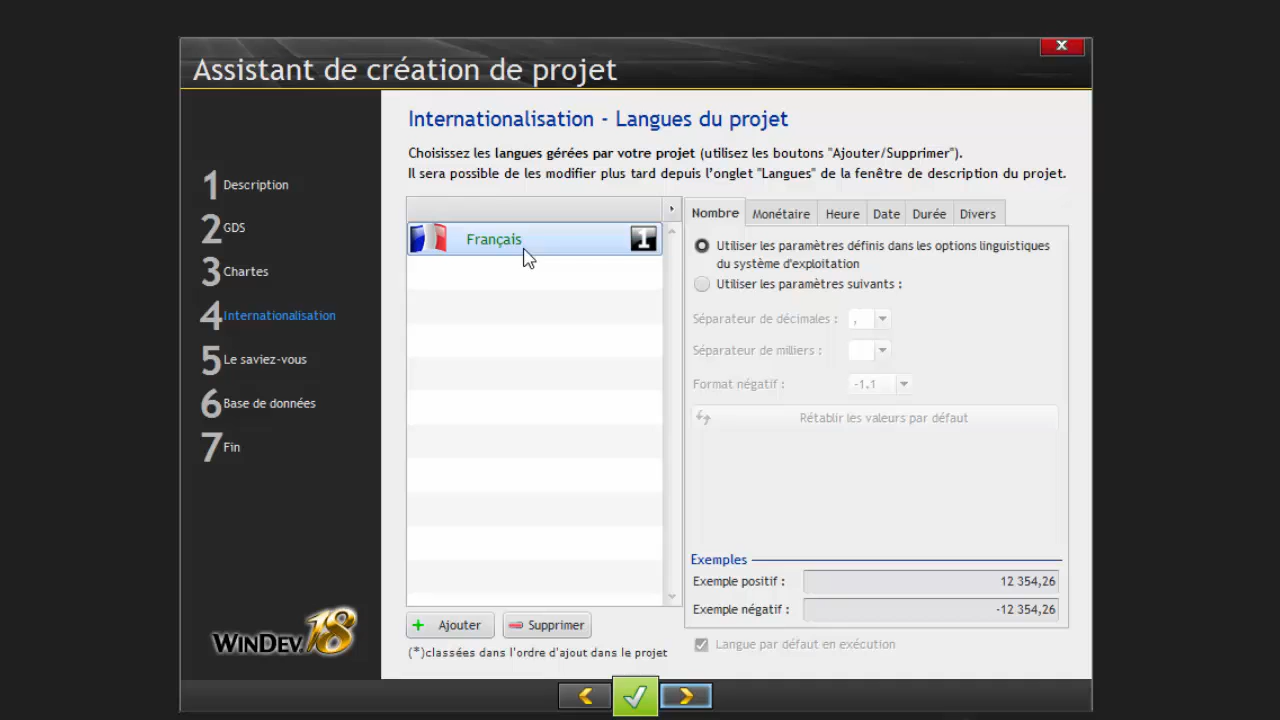 Assistant de création de projet
1 Description
2 GDS
3 Chartes
4 Internationalisation
5 Le saviez-vous
6 Base de données
7 Fin
WINDEV 18
Internationalisation - Langues du projet
Choisissez les langues gérées par votre projet (utilisez les boutons "Ajouter/Supprimer").
Il sera possible de les modifier plus tard depuis l'onglet "Langues" de la fenêtre de description du projet.
Français 1
Ajouter Supprimer
(*)classées dans l'ordre d'ajout dans le projet
Nombre Monétaire Heure Date Durée Divers
Utiliser les paramètres définis dans les options linguistiques
du système d'exploitation
Utiliser les paramètres suivants :
Séparateur de décimales : ,
Séparateur de milliers :
Format négatif : -1.1
Rétablir les valeurs par défaut
Exemples
Exemple positif : 12 354,26
Exemple négatif : -12 354,26
Langue par défaut en exécution